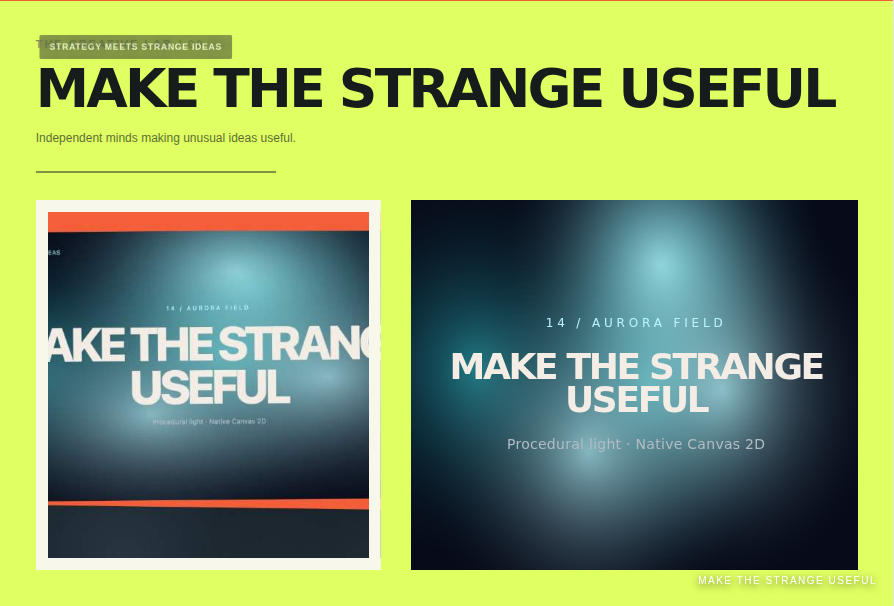 STRATEGY MEETS STRANGE IDEAS
MAKE THE STRANGE USEFUL
Independent minds making unusual ideas useful.
EAS
14 / AURORA FIELD
AKE THE STRANG
USEFUL
Procedural light · Native Canvas 2D
14 / AURORA FIELD
MAKE THE STRANGE
USEFUL
Procedural light · Native Canvas 2D
MAKE THE STRANGE USEFUL